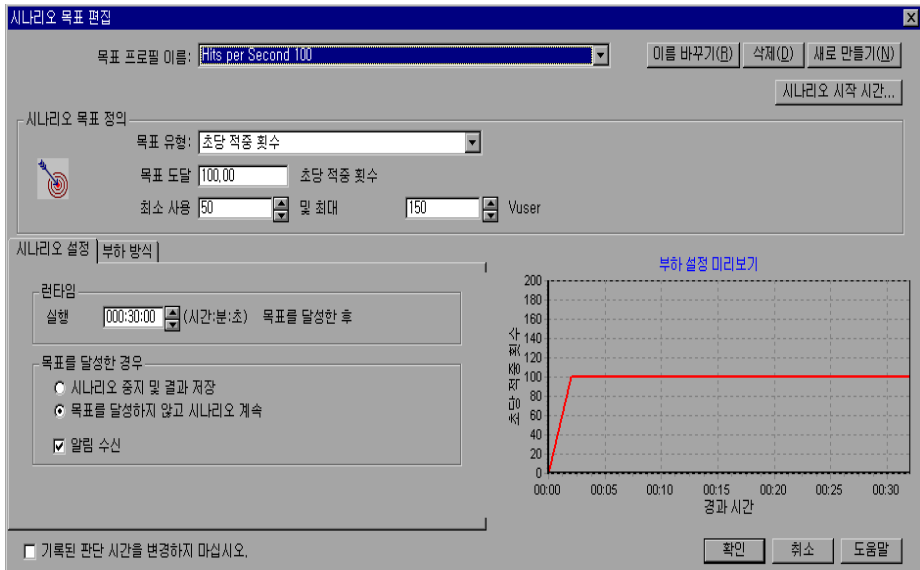 시나리오 목표 편집
목표 프로필 이름: Hits per Second 100 이름 바꾸기(R) 삭제(D) 새로 만들기(N)
시나리오 시작 시간...
시나리오 목표 정의
목표 유형: 초당 적중 횟수
목표 도달 100,00 초당 적중 횟수
최소 사용 50 및 최대 150 Vuser
시나리오 설정 부하 방식
런타임
실행 000:30:00 (시간:분:초) 목표를 달성한 후
목표를 달성한 경우
시나리오 중지 및 결과 저장
목표를 달성하지 않고 시나리오 계속
알림 수신
부하 설정 미리보기
초당 적중 횟수
200
180
160
140
120
100
80
60
40
20
0
00:00 00:05 00:10 00:15 00:20 00:25 00:30
경과 시간
기록된 판단 시간을 변경하지 마십시오.
확인 취소 도움말